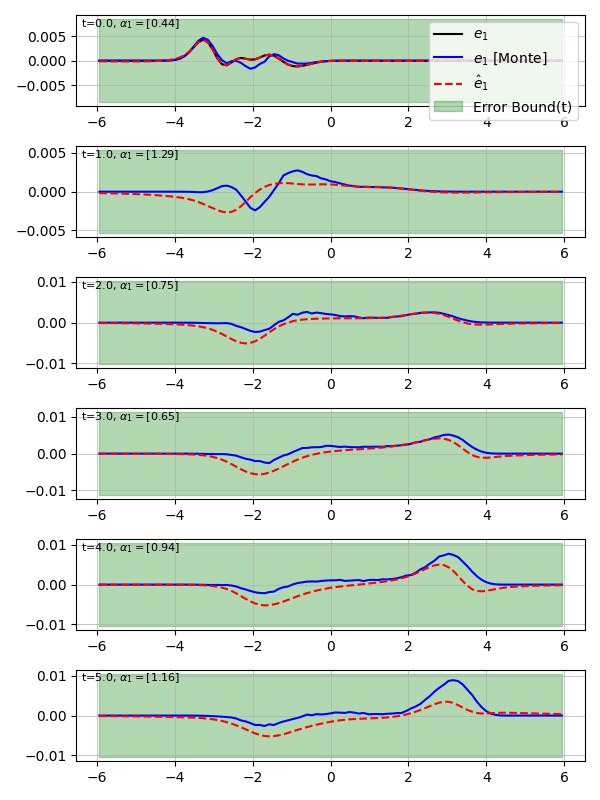 t=0.0, α₁ = [0.44]
e₁
e₁ [Monte]
ê₁
Error Bound(t)
0.005
0.000
−0.005
−6 −4 −2 0 2 4 6
t=1.0, α₁ = [1.29]
0.005
0.000
−0.005
−6 −4 −2 0 2 4 6
t=2.0, α₁ = [0.75]
0.01
0.00
−0.01
−6 −4 −2 0 2 4 6
t=3.0, α₁ = [0.65]
0.01
0.00
−0.01
−6 −4 −2 0 2 4 6
t=4.0, α₁ = [0.94]
0.01
0.00
−0.01
−6 −4 −2 0 2 4 6
t=5.0, α₁ = [1.16]
0.01
0.00
−0.01
−6 −4 −2 0 2 4 6